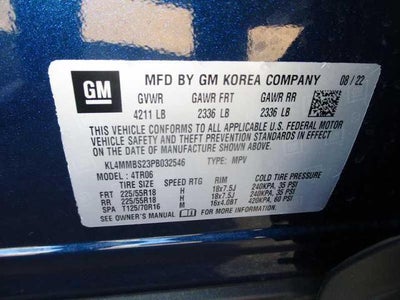 GM
MFD BY GM KOREA COMPANY 08/22
GVWR GAWR FRT GAWR RR
4211 LB 2336 LB 2336 LB
THIS VEHICLE CONFORMS TO ALL APPLICABLE U.S. FEDERAL MOTOR
VEHICLE SAFETY AND THEFT PREVENTION STANDARDS IN EFFECT ON
THE DATE OF MANUFACTURE SHOWN ABOVE.
KL4MMBS23PB032546 TYPE: MPV
MODEL: 4TR06
TIRE SIZE SPEED RTG RIM COLD TIRE PRESSURE
FRT 225/55R18 H 18x7.5J 240KPA, 35 PSI
RR 225/55R18 H 18x7.5J 240KPA, 35 PSI
SPA T125/70R16 M 16x4.0BT 420KPA, 60 PSI
SEE OWNER'S MANUAL FOR ADDITIONAL INFORMATION.